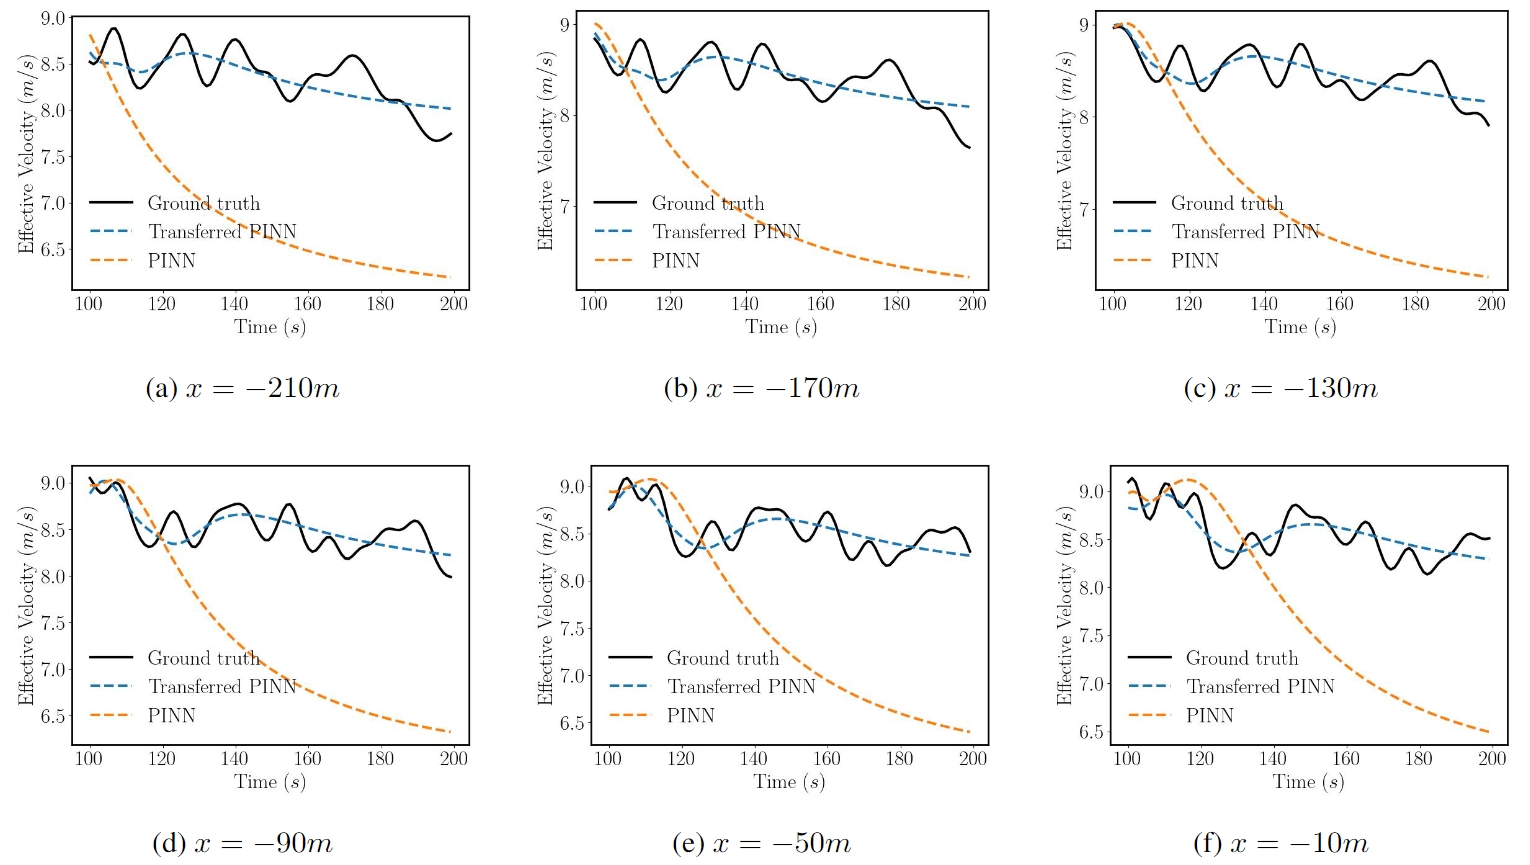 9.0
8.5
8.0
7.5
7.0
6.5
Effective Velocity (m/s)
Ground truth
Transferred PINN
PINN
100 120 140 160 180 200
Time (s)
(a) x = −210m
9
8
7
Effective Velocity (m/s)
Ground truth
Transferred PINN
PINN
100 120 140 160 180 200
Time (s)
(b) x = −170m
9
8
7
Effective Velocity (m/s)
Ground truth
Transferred PINN
PINN
100 120 140 160 180 200
Time (s)
(c) x = −130m
9.0
8.5
8.0
7.5
7.0
6.5
Effective Velocity (m/s)
Ground truth
Transferred PINN
PINN
100 120 140 160 180 200
Time (s)
(d) x = −90m
9.0
8.5
8.0
7.5
7.0
6.5
Effective Velocity (m/s)
Ground truth
Transferred PINN
PINN
100 120 140 160 180 200
Time (s)
(e) x = −50m
9.0
8.5
8.0
7.5
7.0
6.5
Effective Velocity (m/s)
Ground truth
Transferred PINN
PINN
100 120 140 160 180 200
Time (s)
(f) x = −10m